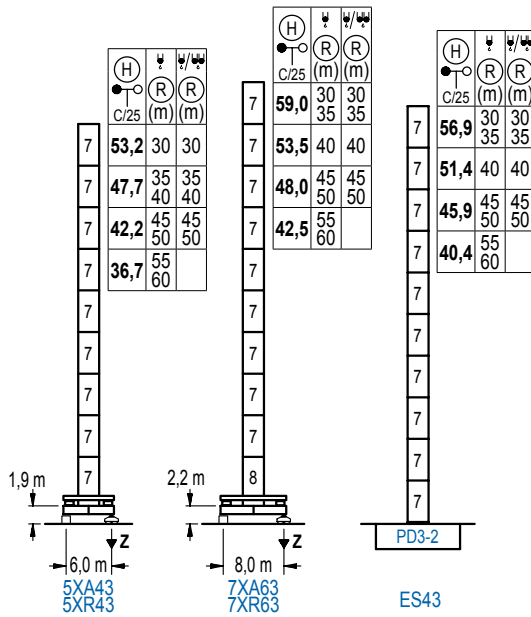 H
C/25
R
(m)
R
(m)
53,2 30 30
47,7 35 35
40 40
42,2 45 45
50 50
36,7 55
60
7
7
7
7
7
7
7
7
7
1,9 m
6,0 m
Z
5XA43
5XR43
H
C/25
R
(m)
R
(m)
59,0 30 30
35 35
53,5 40 40
48,0 45 45
50 50
42,5 55
60
7
7
7
7
7
7
7
7
7
8
2,2 m
8,0 m
Z
7XA63
7XR63
H
C/25
R
(m)
R
(m)
56,9 30 30
35 35
51,4 40 40
45,9 45 45
50 50
40,4 55
60
7
7
7
7
7
7
7
7
7
7
PD3-2
ES43